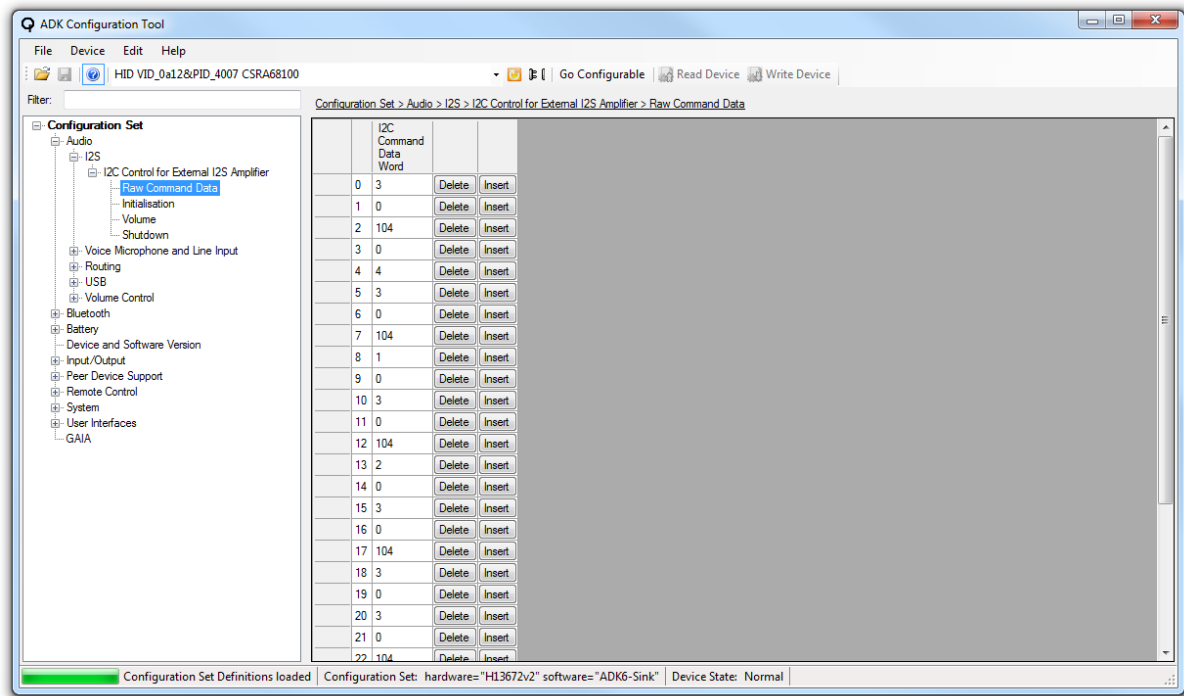 ADK Configuration Tool
File Device Edit Help
HID VID_0a12&PID_4007 CSRA68100 Go Configurable Read Device Write Device
Filter:
Configuration Set > Audio > I2S > I2C Control for External I2S Amplifier > Raw Command Data
Configuration Set
Audio
I2S
I2C Control for External I2S Amplifier
Raw Command Data
Initialisation
Volume
Shutdown
Voice Microphone and Line Input
Routing
USB
Volume Control
Bluetooth
Battery
Device and Software Version
Input/Output
Peer Device Support
Remote Control
System
User Interfaces
GAIA
I2C
Command
Data
Word
0 3 Delete Insert
1 0 Delete Insert
2 104 Delete Insert
3 0 Delete Insert
4 4 Delete Insert
5 3 Delete Insert
6 0 Delete Insert
7 104 Delete Insert
8 1 Delete Insert
9 0 Delete Insert
10 3 Delete Insert
11 0 Delete Insert
12 104 Delete Insert
13 2 Delete Insert
14 0 Delete Insert
15 3 Delete Insert
16 0 Delete Insert
17 104 Delete Insert
18 3 Delete Insert
19 0 Delete Insert
20 3 Delete Insert
21 0 Delete Insert
22 104 Delete Insert
Configuration Set Definitions loaded Configuration Set: hardware="H13672v2" software="ADK6-Sink" Device State: Normal